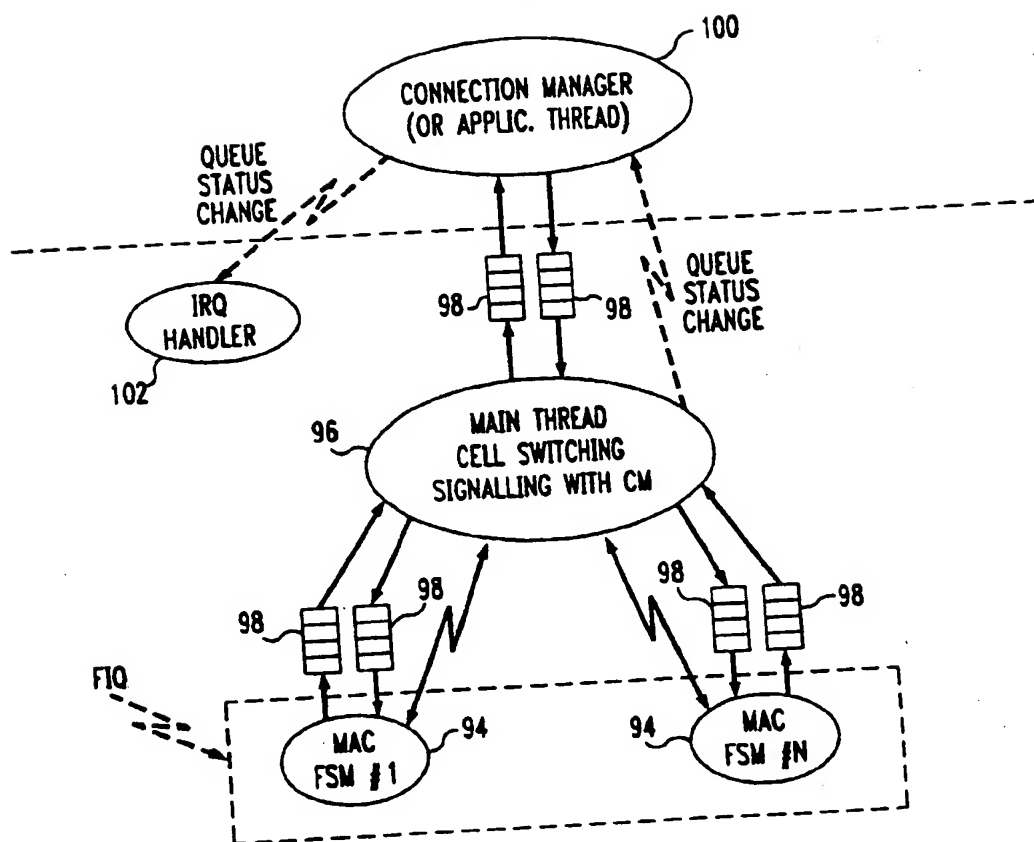 100
CONNECTION MANAGER
(OR APPLIC. THREAD)
QUEUE
STATUS
CHANGE
IRQ
HANDLER
102
98
98
QUEUE
STATUS
CHANGE
96
MAIN THREAD
CELL SWITCHING
SIGNALLING WITH CM
98
98
98
98
FIQ
MAC
FSM #1
94
94
MAC
FSM #N